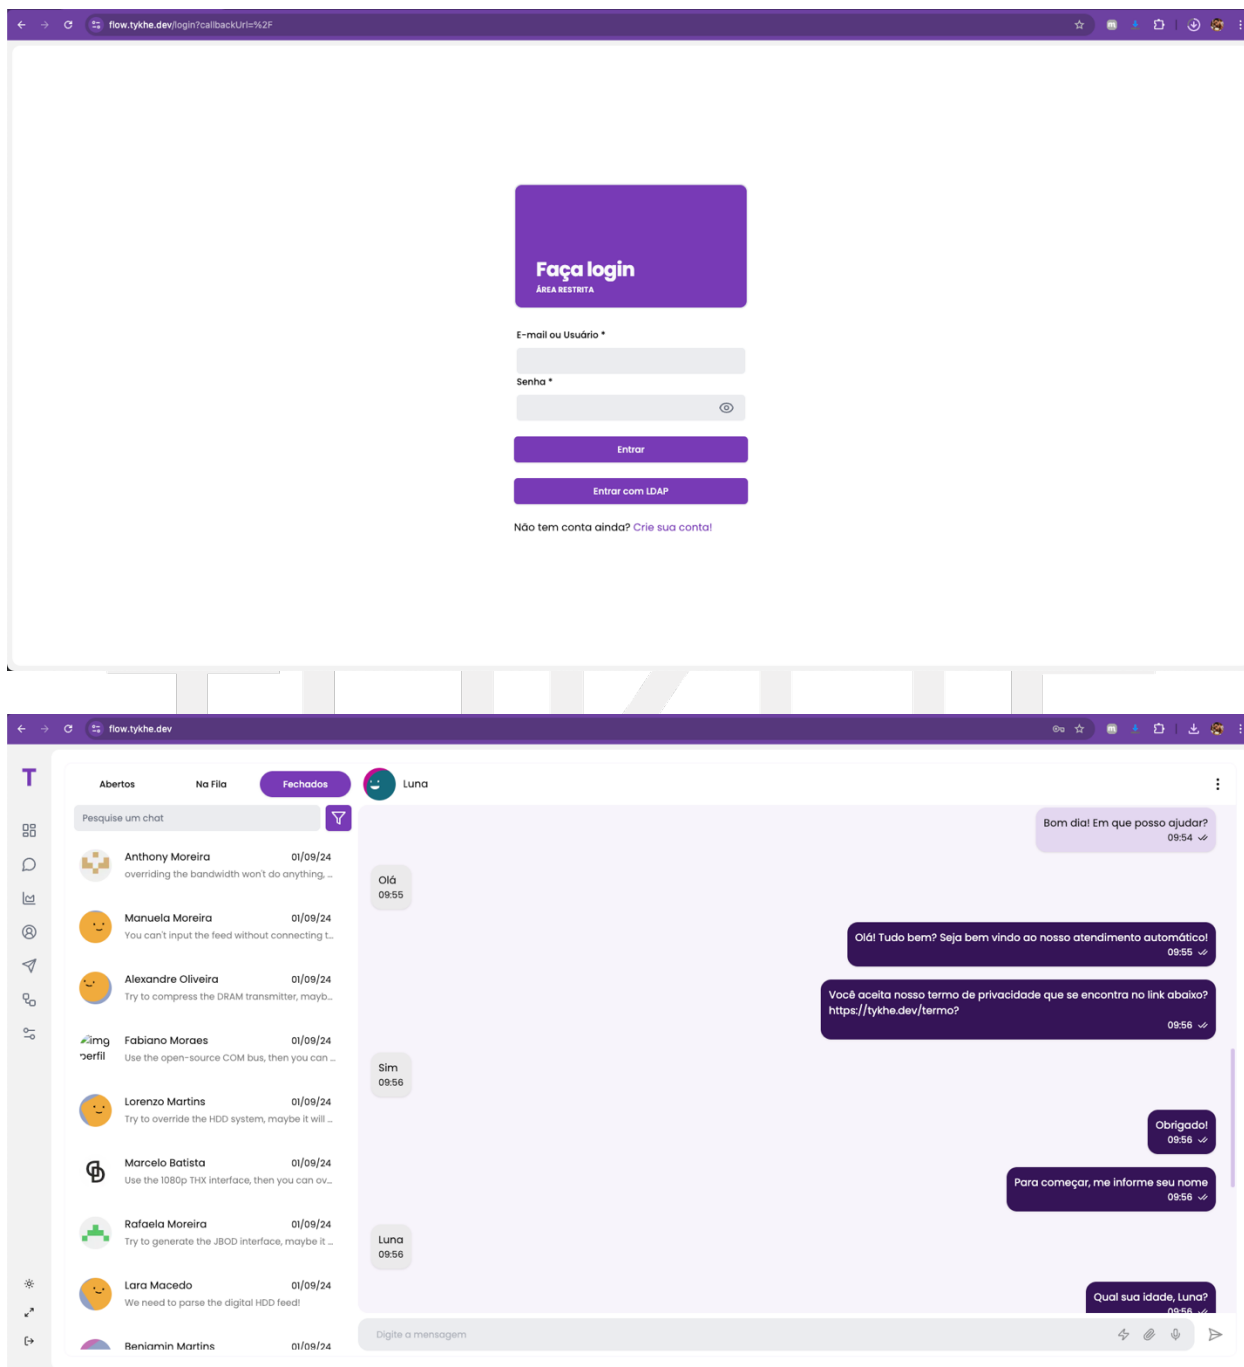 flow.tykhe.dev/login?callbackUrl=%2F
Faça login
ÁREA RESTRITA
E-mail ou Usuário *
Senha *
Entrar
Entrar com LDAP
Não tem conta ainda? Crie sua conta!
flow.tykhe.dev
T
Abertos
Na Fila
Fechados
Pesquise um chat
Anthony Moreira 01/09/24
overriding the bandwidth won't do anything, ...
Manuela Moreira 01/09/24
You can't input the feed without connecting t...
Alexandre Oliveira 01/09/24
Try to compress the DRAM transmitter, mayb...
img perfil
Fabiano Moraes 01/09/24
Use the open-source COM bus, then you can ...
Lorenzo Martins 01/09/24
Try to override the HDD system, maybe it will ...
Marcelo Batista 01/09/24
Use the 1080p THX interface, then you can ov...
Rafaela Moreira 01/09/24
Try to generate the JBOD interface, maybe it ...
Lara Macedo 01/09/24
We need to parse the digital HDD feed!
Benjamin Martins 01/09/24
Luna
Bom dia! Em que posso ajudar?
09:54
Olá
09:55
Olá! Tudo bem? Seja bem vindo ao nosso atendimento automático!
09:55
Você aceita nosso termo de privacidade que se encontra no link abaixo?
https://tykhe.dev/termo?
09:56
Sim
09:56
Obrigado!
09:56
Para começar, me informe seu nome
09:56
Luna
09:56
Qual sua idade, Luna?
09:56
Digite a mensagem